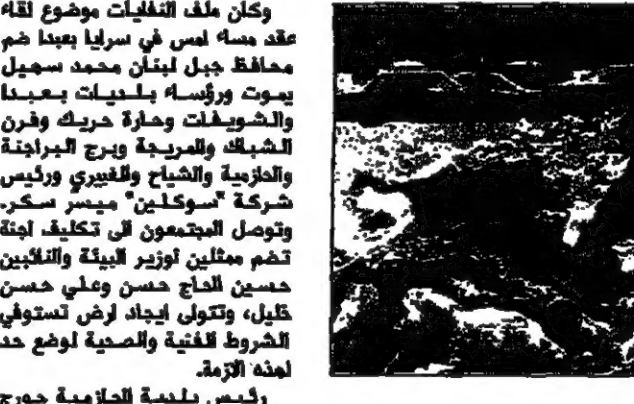 وكان ملف النفايات موضوع لقاء
عقد مساء امس في سرايا بعبدا ضم
محافظ جبل لبنان محمد سهيل
يموت ورؤساء بلديات بعبدا
والشويفات وحارة حريك وفرن
الشباك والمريجة وبرج البراجنة
والحازمية والشياح والغبيري ورئيس
شركة "سوكلين" ميسر سكر.
وتوصل المجتمعون الى تكليف لجنة
تضم ممثلين لوزير البيئة والنائبين
حسين الحاج حسن وعلي حسن
خليل، وتتولى ايجاد ارض تستوفي
الشروط الفنية والصحية لوضع حد
لهذه الازمة.
رئيس بلدية الحازمية جورج